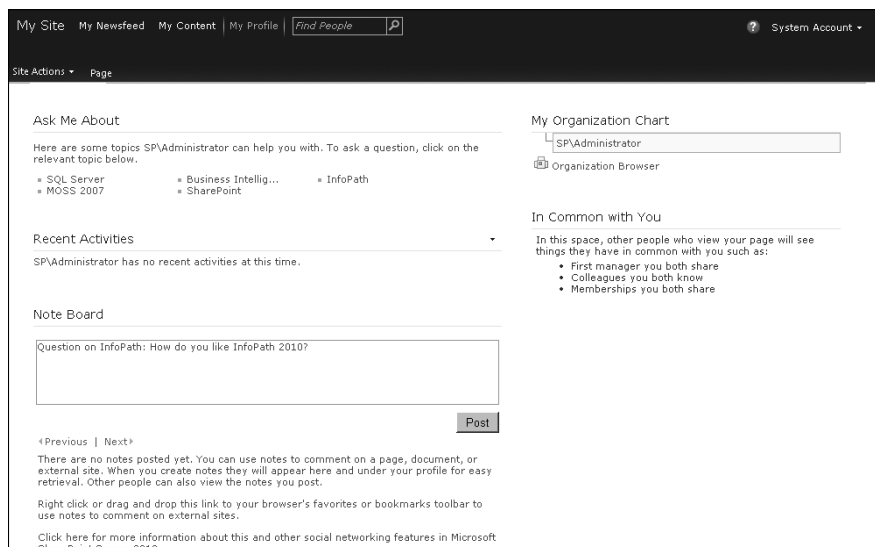 My Site My Newsfeed My Content My Profile Find People System Account
Site Actions Page
Ask Me About
Here are some topics SP\Administrator can help you with. To ask a question, click on the
relevant topic below.
SQL Server Business Intellig... InfoPath
MOSS 2007 SharePoint
Recent Activities
SP\Administrator has no recent activities at this time.
Note Board
Question on InfoPath: How do you like InfoPath 2010?
Post
Previous | Next
There are no notes posted yet. You can use notes to comment on a page, document, or
external site. When you create notes they will appear here and under your profile for easy
retrieval. Other people can also view the notes you post.
Right click or drag and drop this link to your browser's favorites or bookmarks toolbar to
use notes to comment on external sites.
Click here for more information about this and other social networking features in Microsoft
My Organization Chart
SP\Administrator
Organization Browser
In Common with You
In this space, other people who view your page will see
things they have in common with you such as:
• First manager you both share
• Colleagues you both know
• Memberships you both share